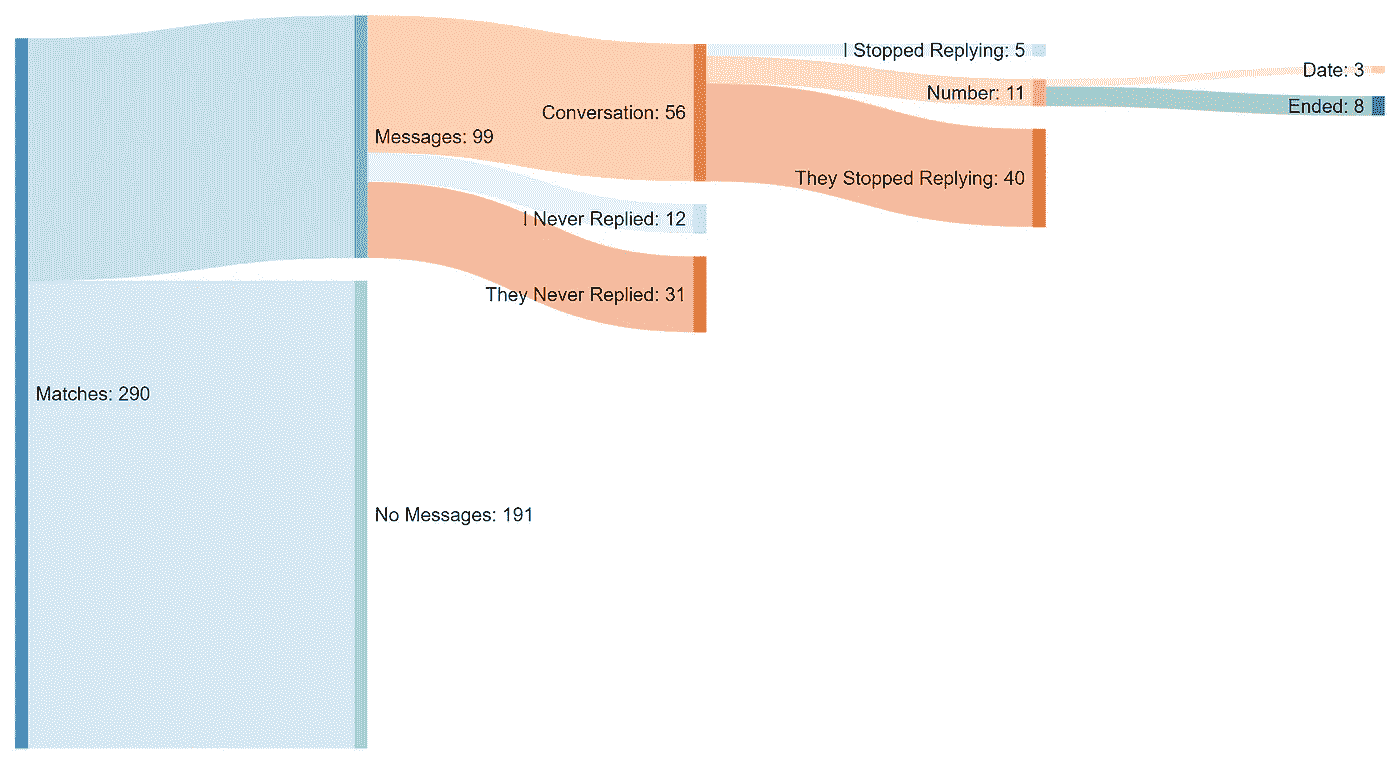 I Stopped Replying: 5
Date: 3
Number: 11
Ended: 8
Conversation: 56
Messages: 99
They Stopped Replying: 40
I Never Replied: 12
They Never Replied: 31
Matches: 290
No Messages: 191